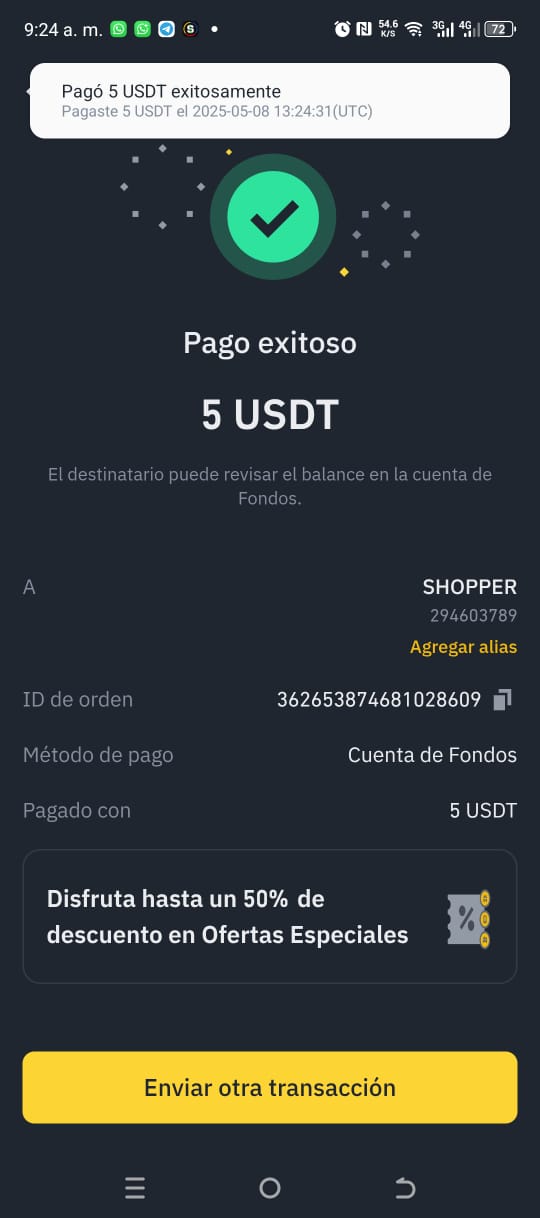 9:24 a. m. S 54.6 K/S 3G 4G 72
Pagó 5 USDT exitosamente
Pagaste 5 USDT el 2025-05-08 13:24:31(UTC)
Pago exitoso
5 USDT
El destinatario puede revisar el balance en la cuenta de
Fondos.
A SHOPPER
294603789
Agregar alias
ID de orden 362653874681028609
Método de pago Cuenta de Fondos
Pagado con 5 USDT
Disfruta hasta un 50% de
descuento en Ofertas Especiales
%
Enviar otra transacción